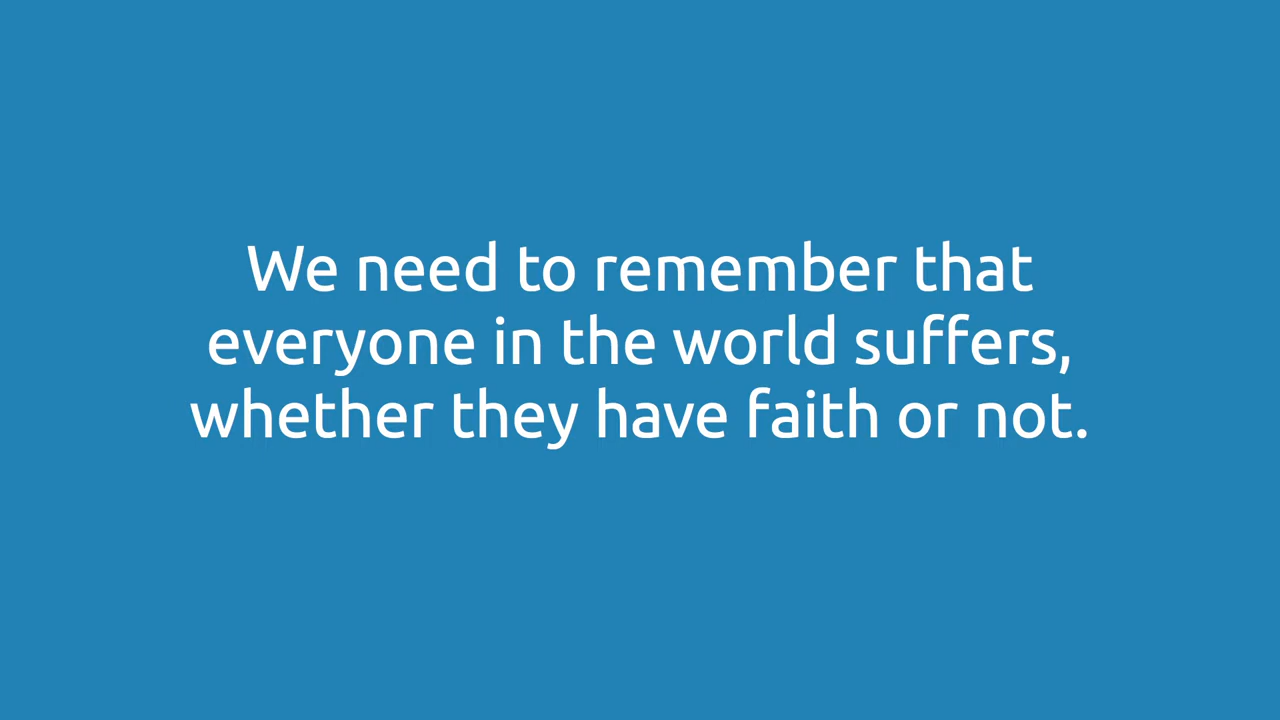 We need to remember that
everyone in the world suffers,
whether they have faith or not.